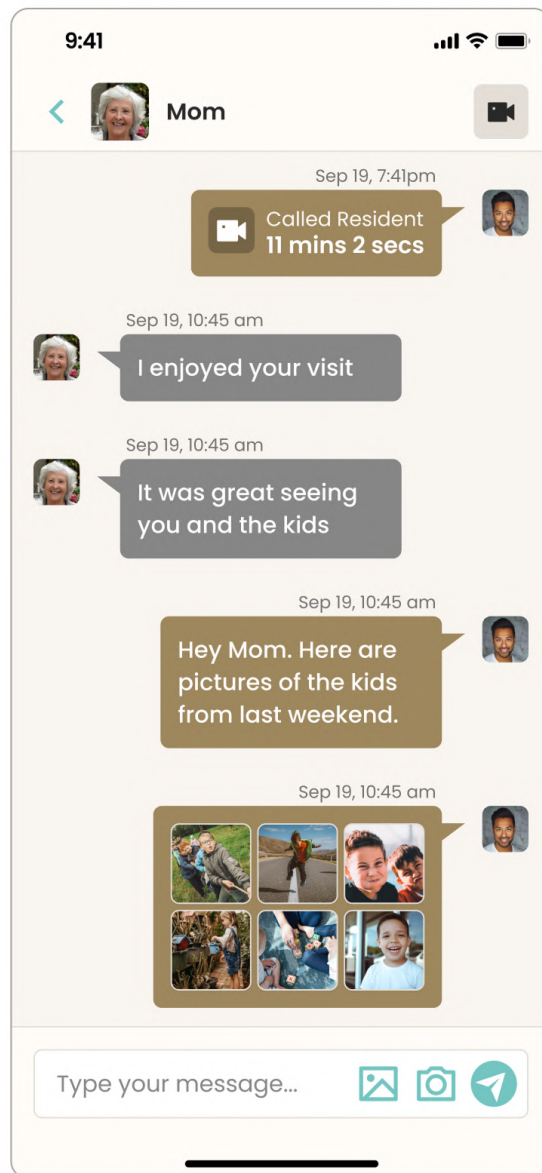 9:41
Mom
Sep 19, 7:41pm
Called Resident
11 mins 2 secs
Sep 19, 10:45 am
I enjoyed your visit
Sep 19, 10:45 am
It was great seeing
you and the kids
Sep 19, 10:45 am
Hey Mom. Here are
pictures of the kids
from last weekend.
Sep 19, 10:45 am
Type your message...